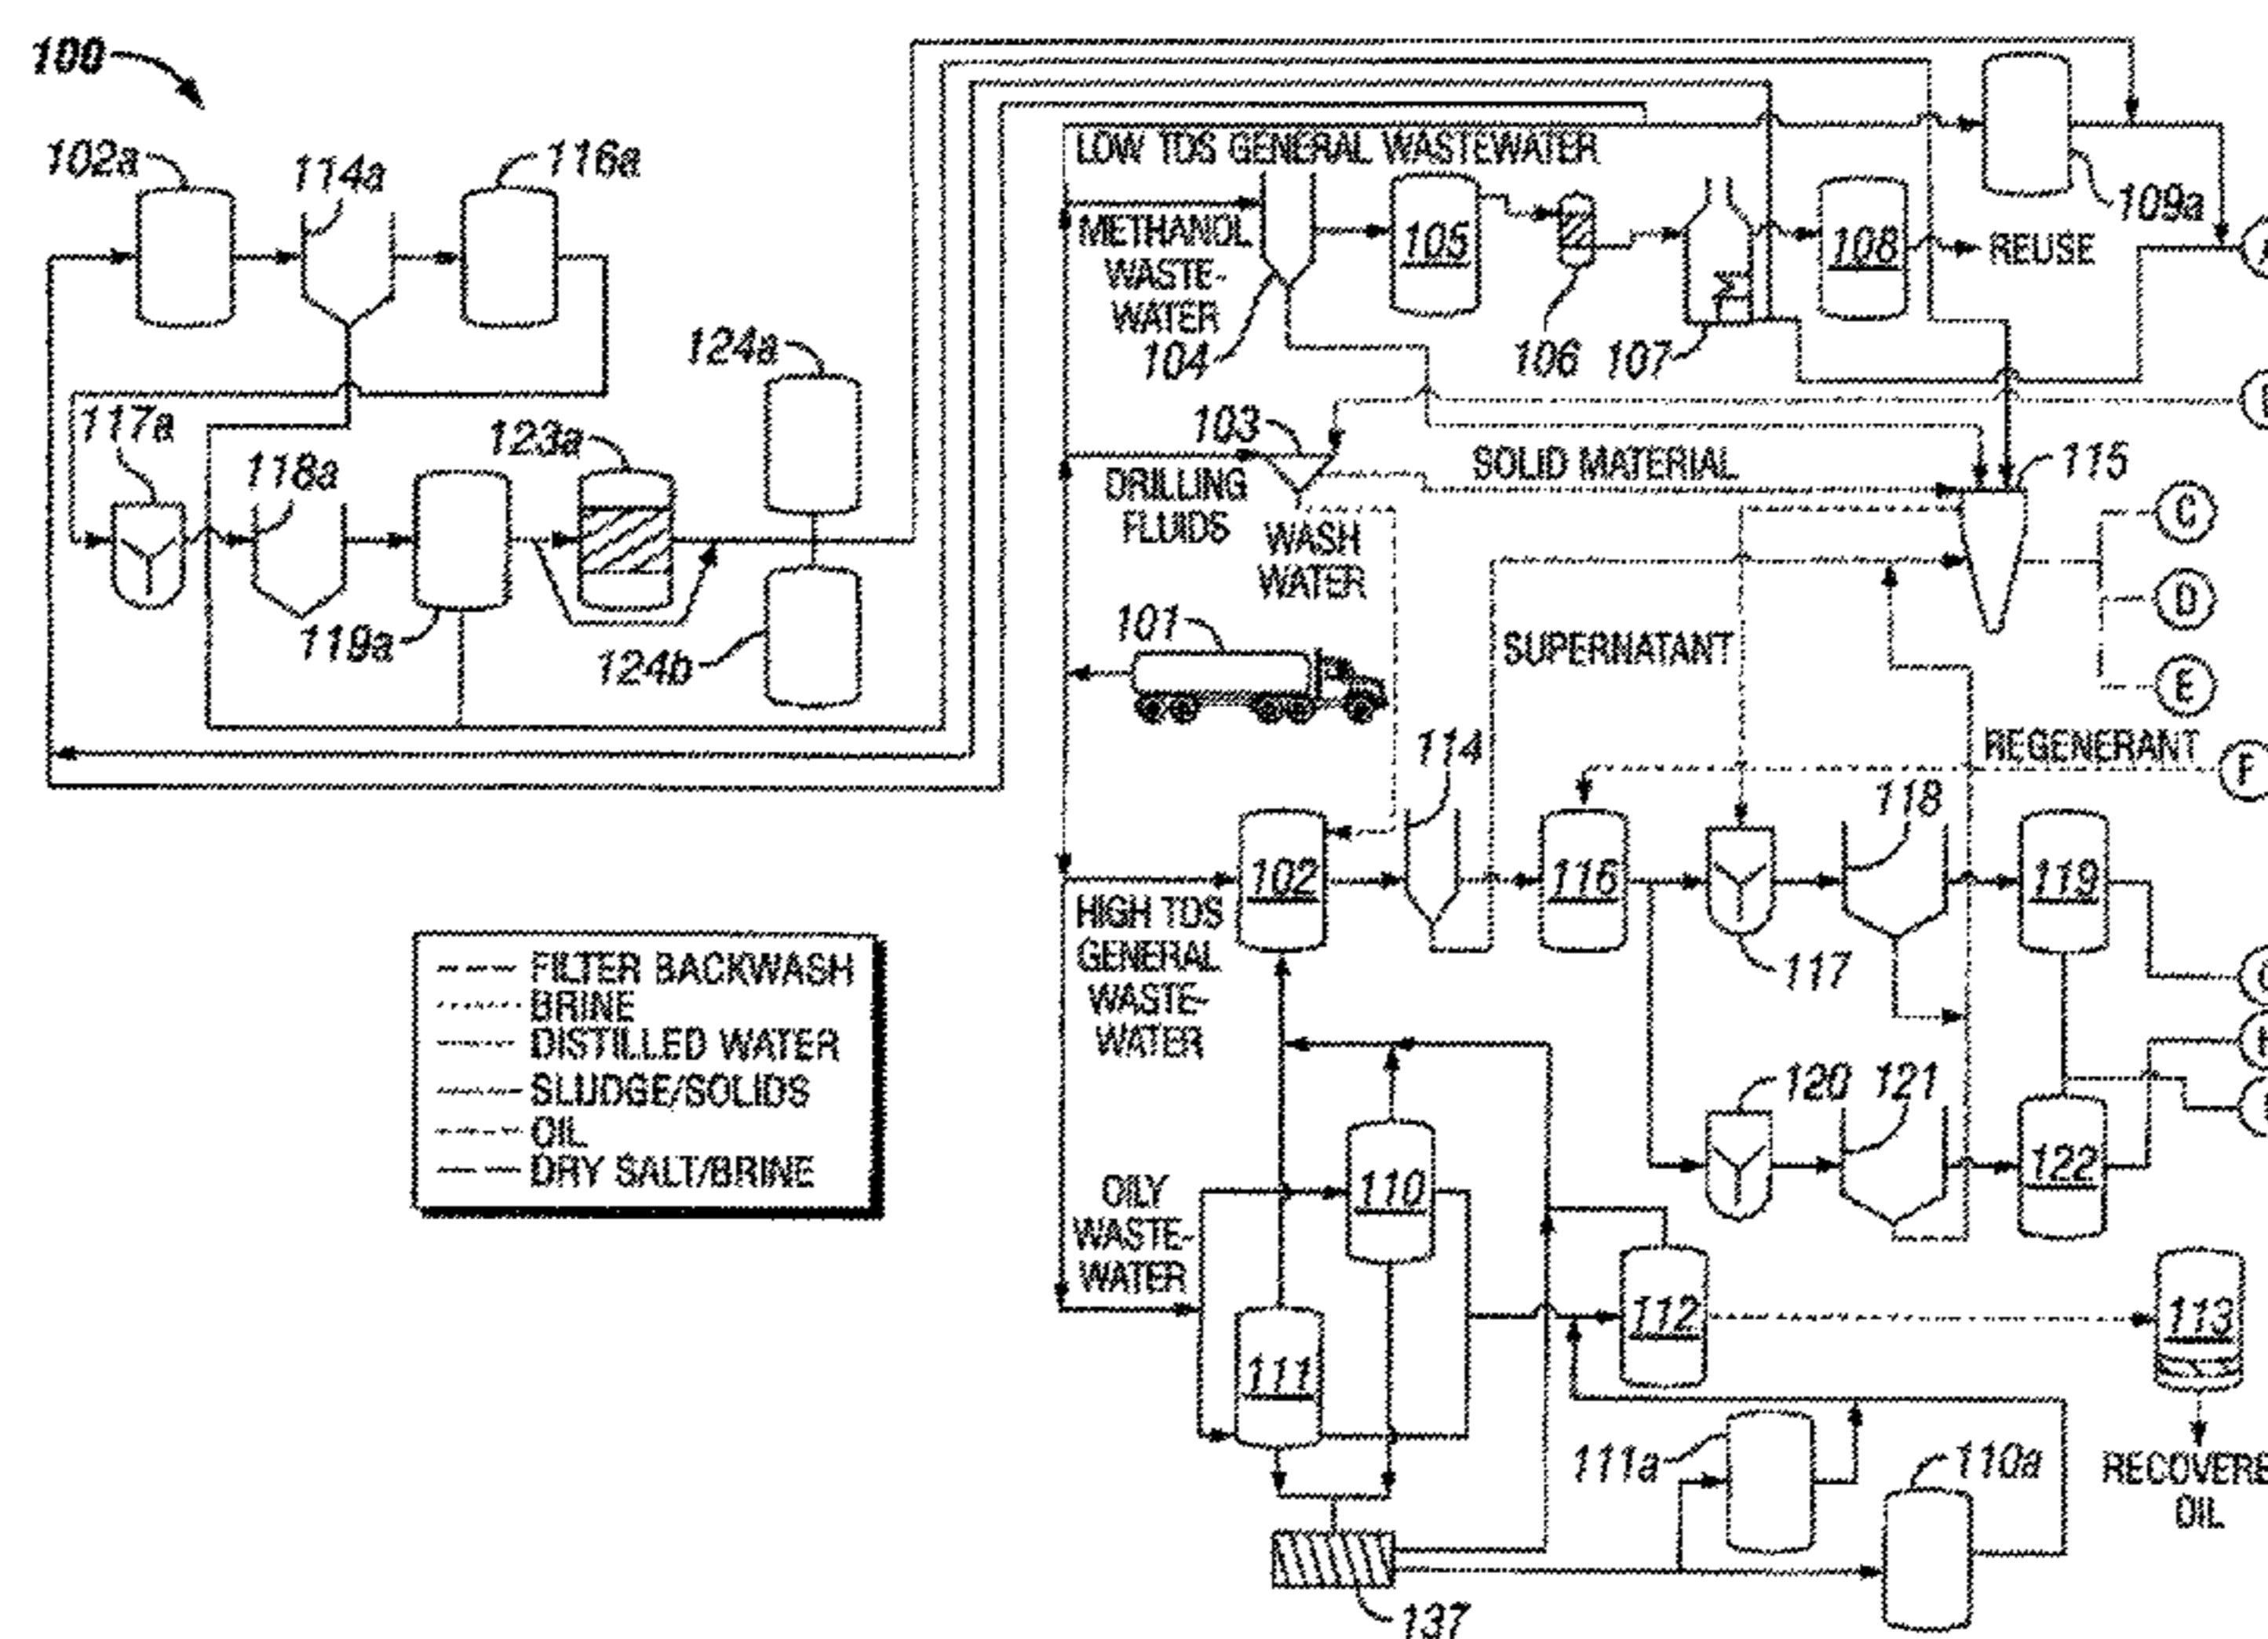 100
102a
114a
116a
LOW TDS GENERAL WASTEWATER
109a
METHANOL
WASTE-
WATER
104
105
106
107
108
REUSE
124a
117a
118a
123a
119a
124b
103
DRILLING
FLUIDS
WASH
WATER
SOLID MATERIAL
115
C
D
E
101
SUPERNATANT
REGENERANT
F
114
118
102
116
117
119
HIGH TDS
GENERAL
WASTE-
WATER
FILTER BACKWASH
BRINE
DISTILLED WATER
SLUDGE/SOLIDS
OIL
DRY SALT/BRINE
120
121
122
OILY
WASTE-
WATER
110
111
112
113
111a
110a
OIL
137